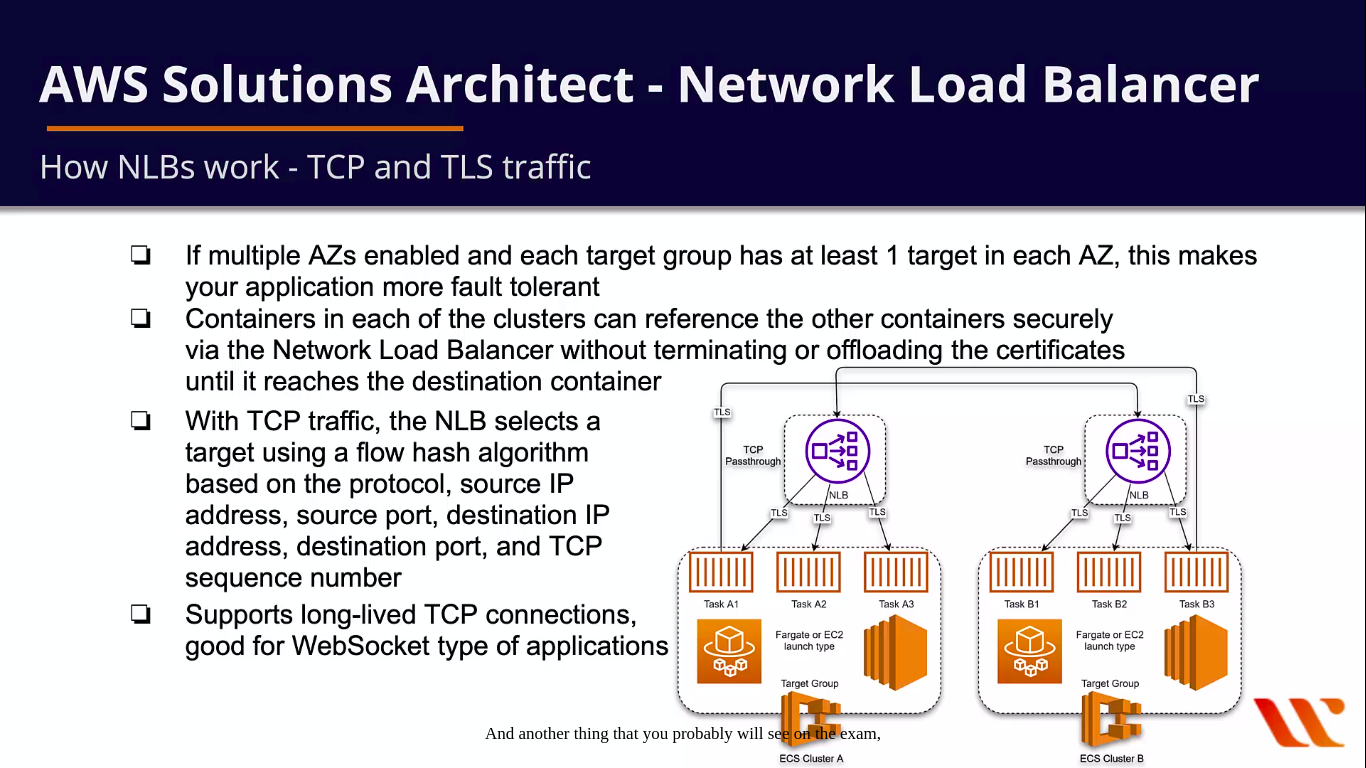 AWS Solutions Architect - Network Load Balancer
How NLBs work - TCP and TLS traffic
If multiple AZs enabled and each target group has at least 1 target in each AZ, this makes
your application more fault tolerant
Containers in each of the clusters can reference the other containers securely
via the Network Load Balancer without terminating or offloading the certificates
until it reaches the destination container
With TCP traffic, the NLB selects a
target using a flow hash algorithm
based on the protocol, source IP
address, source port, destination IP
address, destination port, and TCP
sequence number
Supports long-lived TCP connections,
good for WebSocket type of applications
TLS
TCP
Passthrough
NLB
TLS
TLS
TLS
Task A1
Task A2
Task A3
Fargate or EC2
launch type
Target Group
ECS Cluster A
TLS
TCP
Passthrough
NLB
TLS
TLS
TLS
Task B1
Task B2
Task B3
Fargate or EC2
launch type
Target Group
ECS Cluster B
And another thing that you probably will see on the exam,